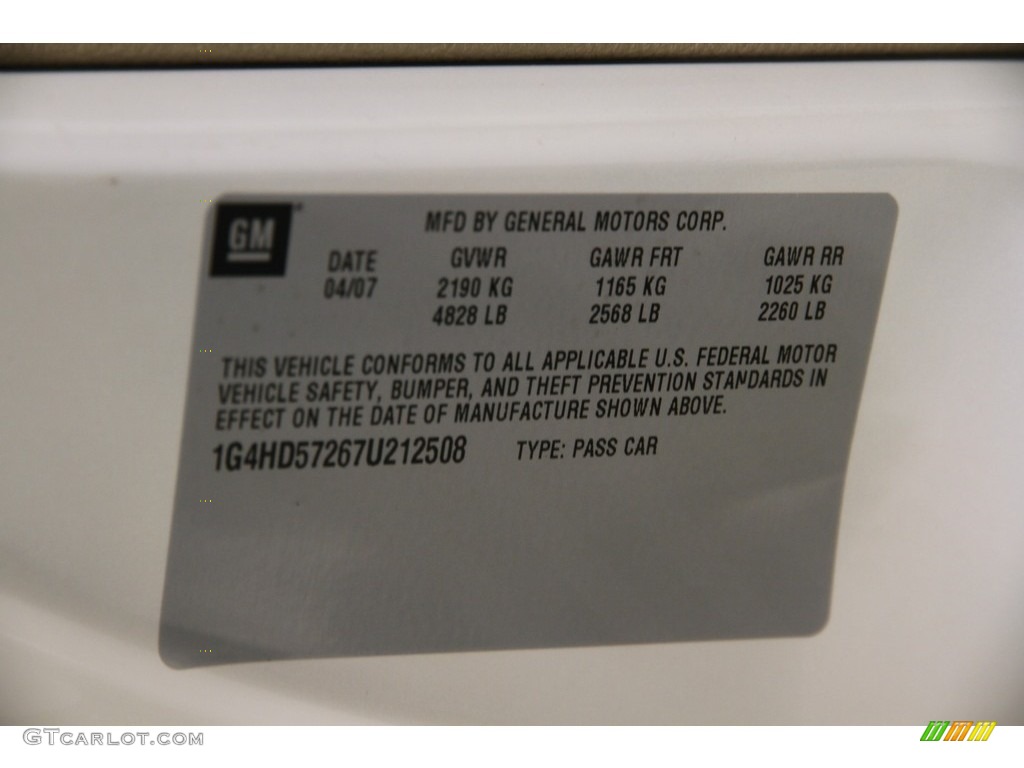 GM
MFD BY GENERAL MOTORS CORP.
DATE GVWR GAWR FRT GAWR RR
04/07 2190 KG 1165 KG 1025 KG
4828 LB 2568 LB 2260 LB
THIS VEHICLE CONFORMS TO ALL APPLICABLE U.S. FEDERAL MOTOR
VEHICLE SAFETY, BUMPER, AND THEFT PREVENTION STANDARDS IN
EFFECT ON THE DATE OF MANUFACTURE SHOWN ABOVE.
1G4HD57267U212508 TYPE: PASS CAR
GTCARLOT.COM